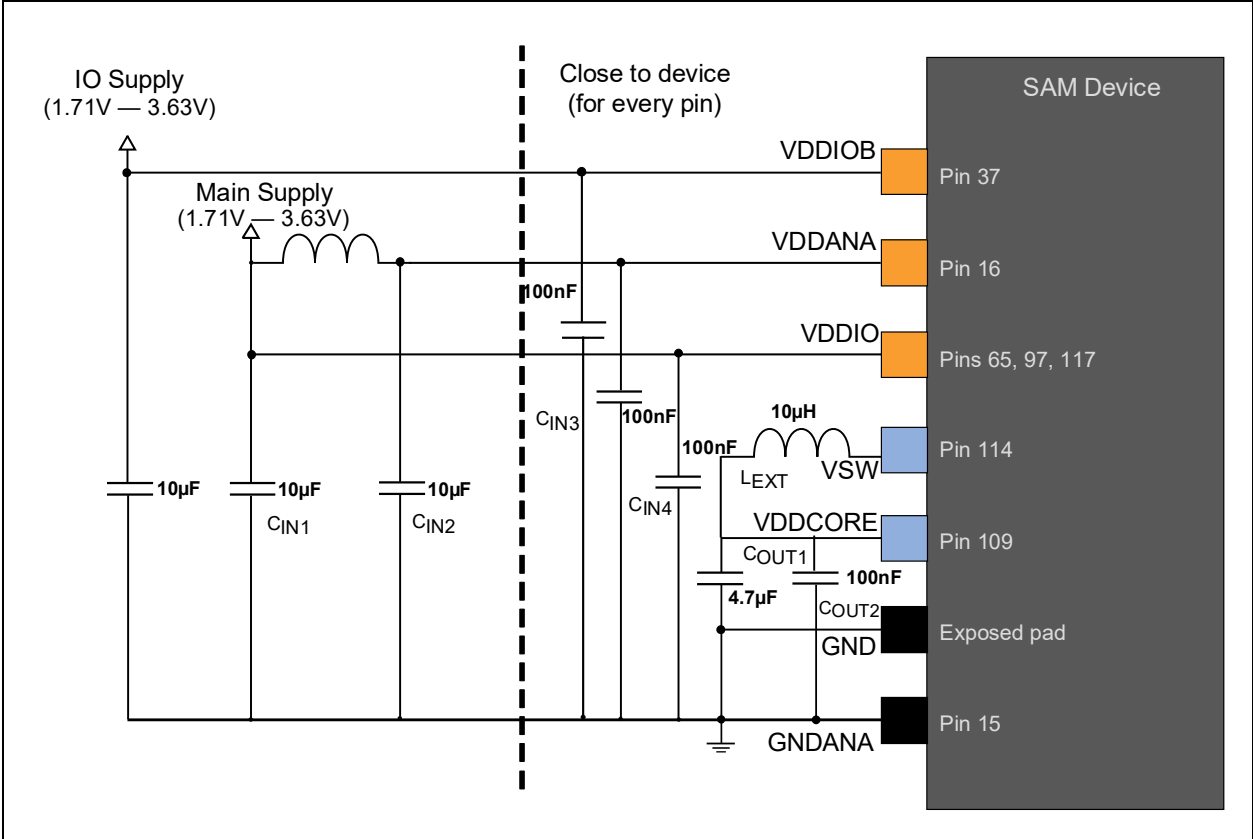 IO Supply
(1.71V — 3.63V)
Close to device
(for every pin)
SAM Device
VDDIOB
Pin 37
Main Supply
(1.71V — 3.63V)
VDDANA
Pin 16
100nF
VDDIO
Pins 65, 97, 117
CIN3
100nF
10µH
100nF
LEXT
VSW
Pin 114
10µF
10µF
CIN1
10µF
CIN2
CIN4
VDDCORE
Pin 109
COUT1
100nF
4.7µF
COUT2
Exposed pad
GND
Pin 15
GNDANA